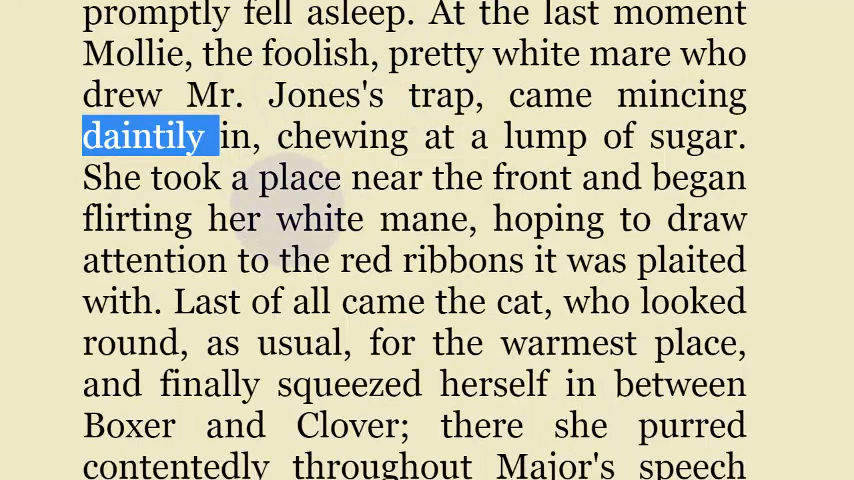 promptly fell asleep. At the last moment
Mollie, the foolish, pretty white mare who
drew Mr. Jones's trap, came mincing
daintily in, chewing at a lump of sugar.
She took a place near the front and began
flirting her white mane, hoping to draw
attention to the red ribbons it was plaited
with. Last of all came the cat, who looked
round, as usual, for the warmest place,
and finally squeezed herself in between
Boxer and Clover; there she purred
contentedly throughout Major's speech